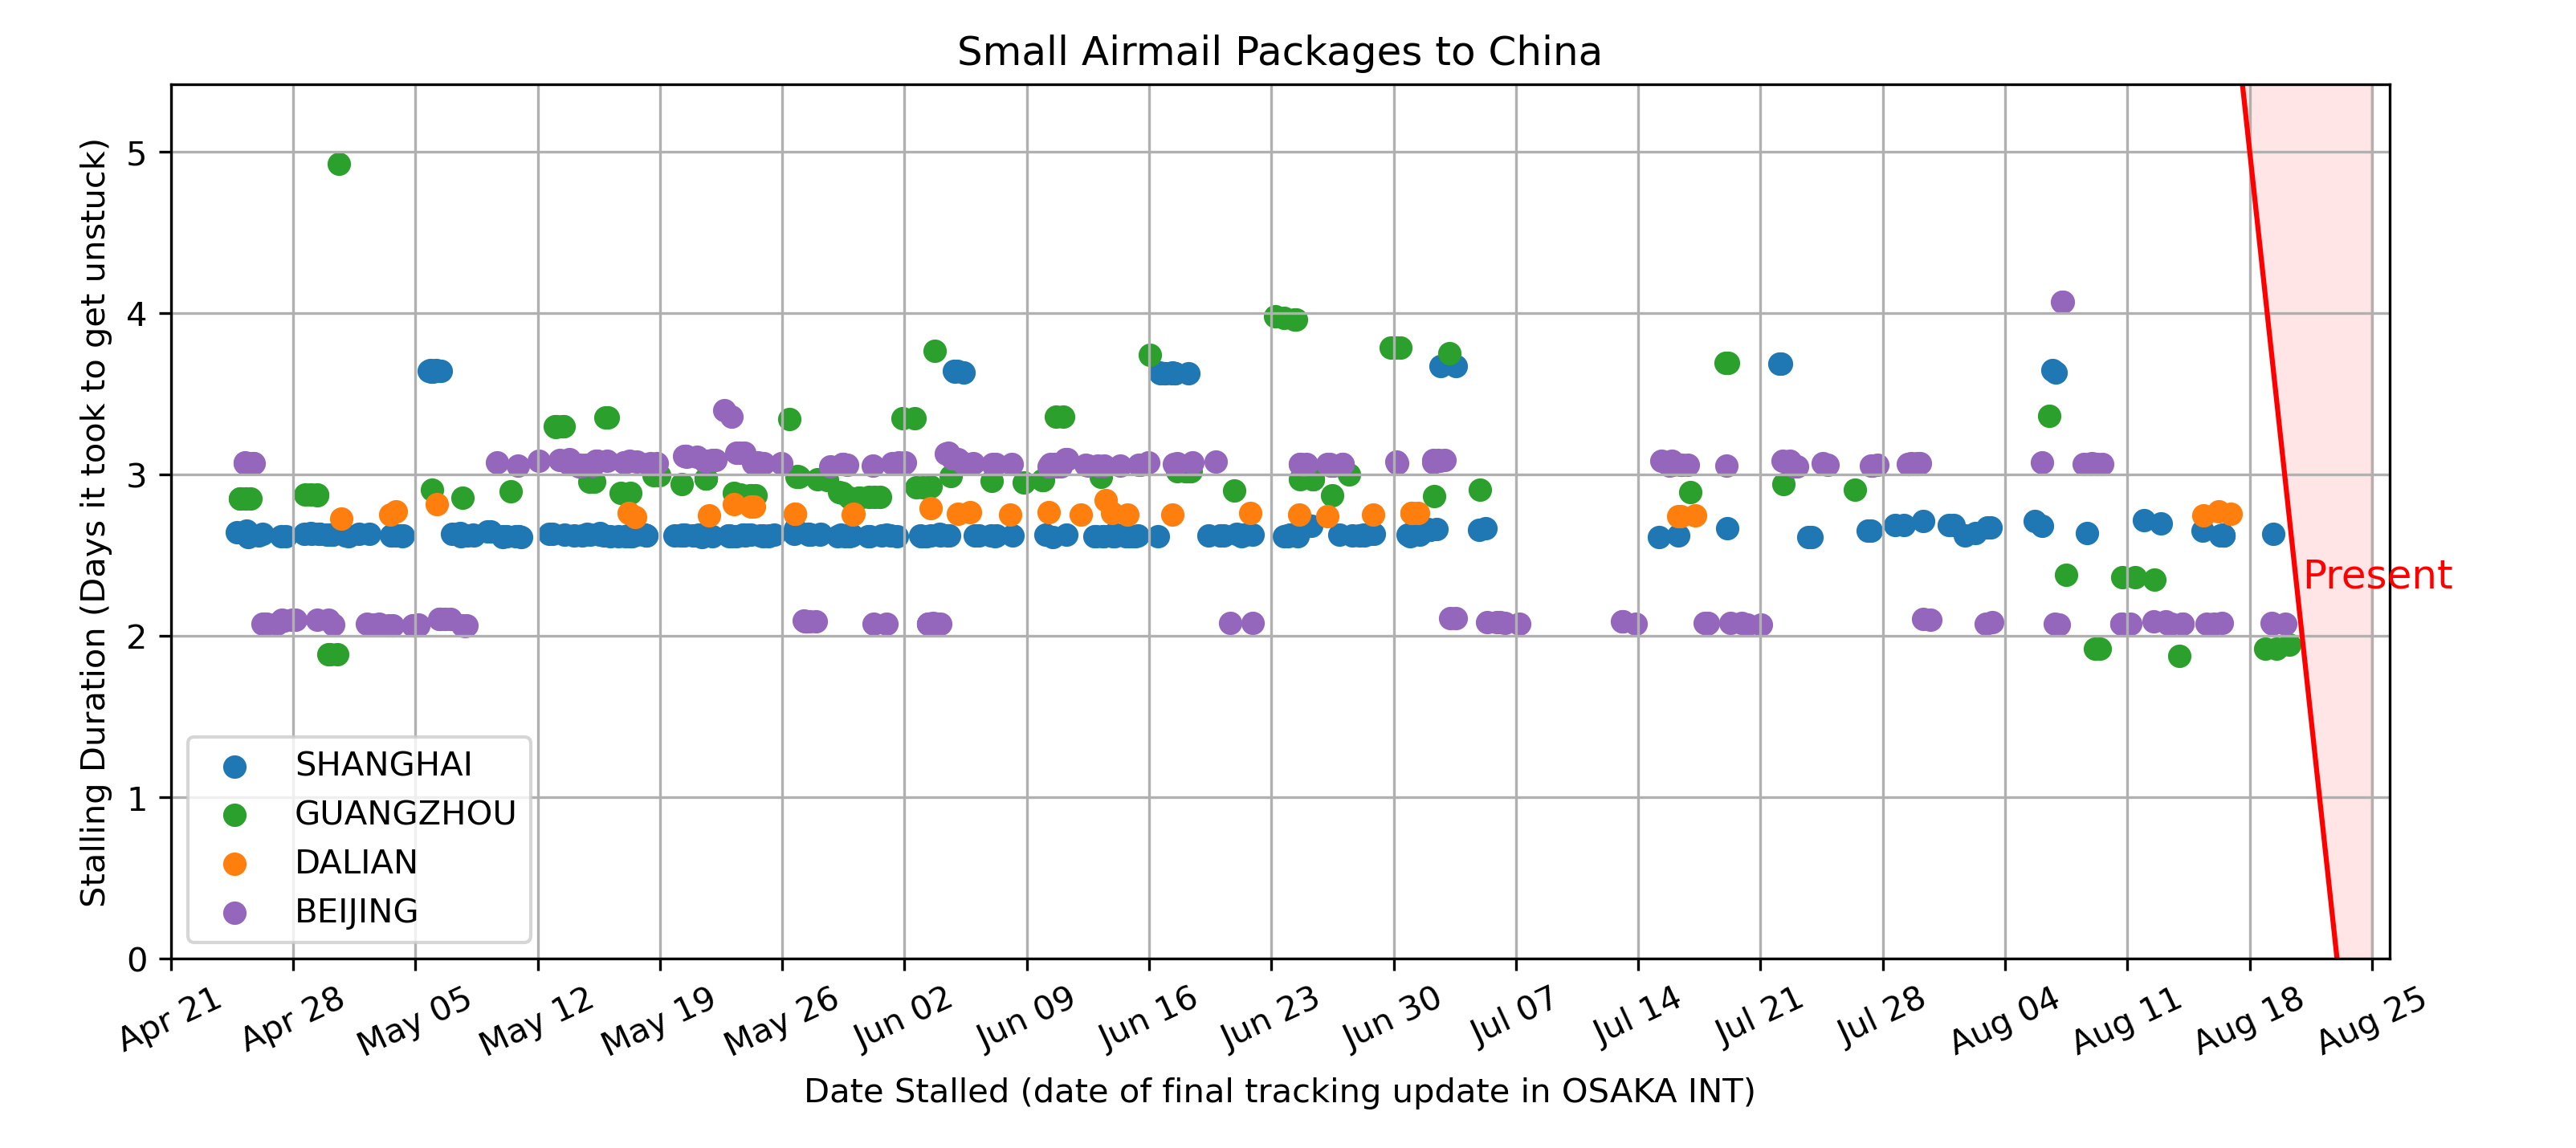 Small Airmail Packages to China
Stalling Duration (Days it took to get unstuck)
5
4
3
2
1
0
Present
SHANGHAI
GUANGZHOU
DALIAN
BEIJING
Apr 21 Apr 28 May 05 May 12 May 19 May 26 Jun 02 Jun 09 Jun 16 Jun 23 Jun 30 Jul 07 Jul 14 Jul 21 Jul 28 Aug 04 Aug 11 Aug 18 Aug 25
Date Stalled (date of final tracking update in OSAKA INT)